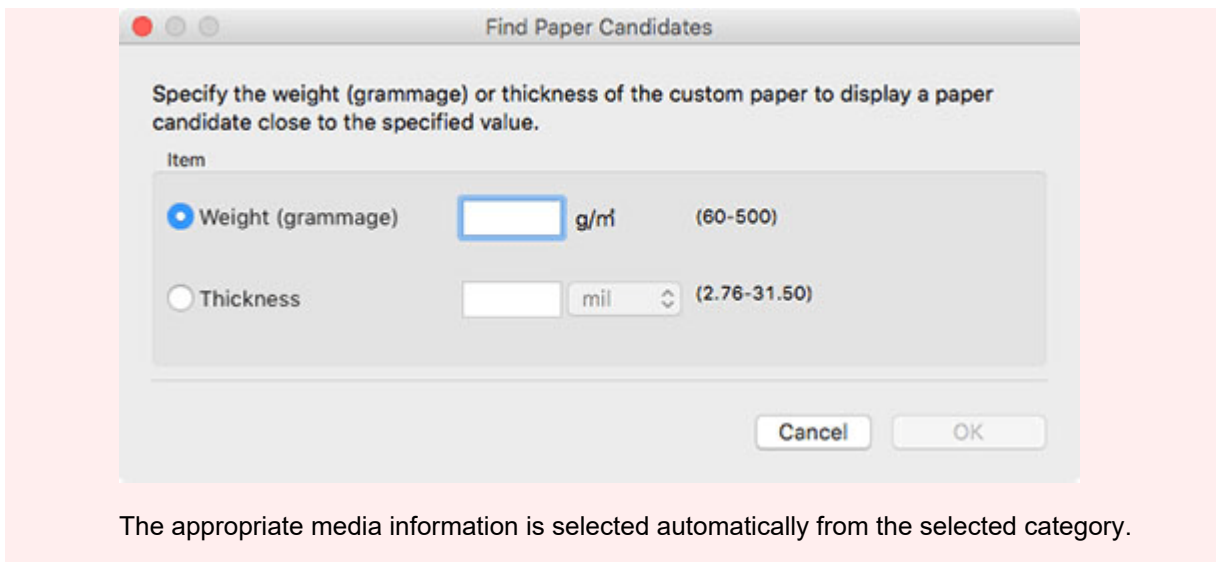 Find Paper Candidates
Specify the weight (grammage) or thickness of the custom paper to display a paper
candidate close to the specified value.
Item
Weight (grammage) g/㎡ (60-500)
Thickness mil (2.76-31.50)
Cancel OK
The appropriate media information is selected automatically from the selected category.